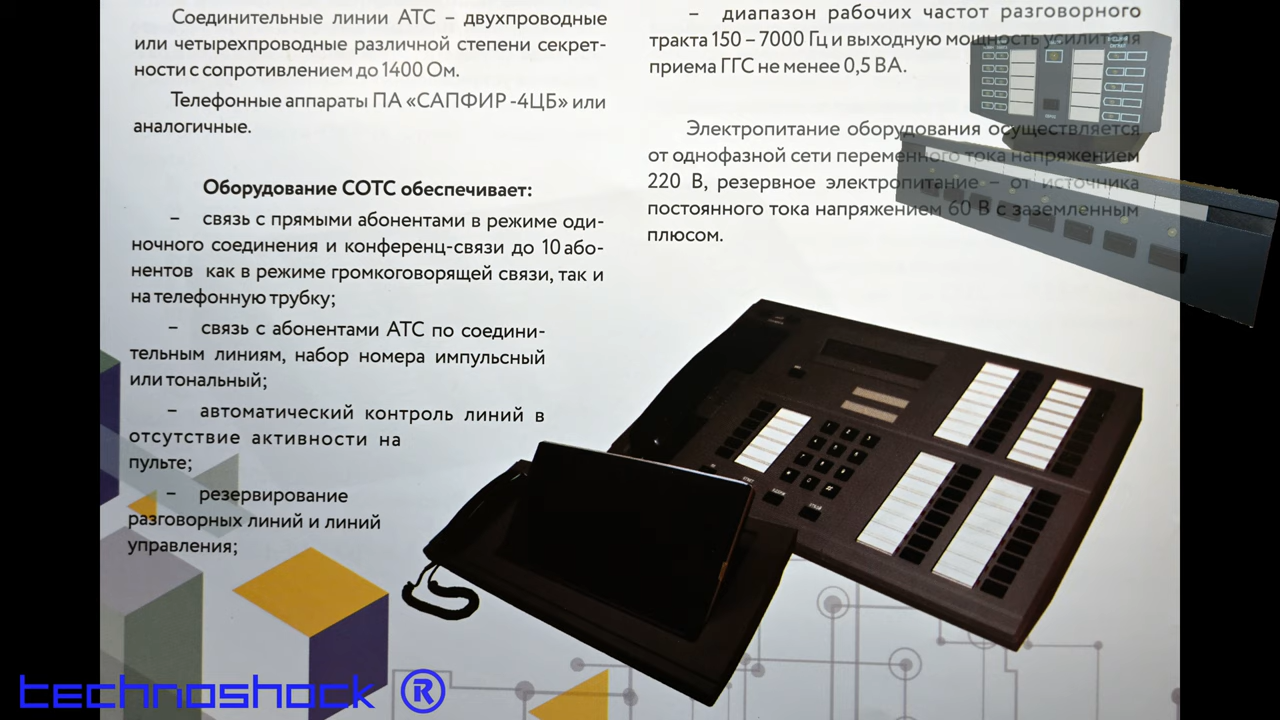 Соединительные линии АТС – двухпроводные
или четырехпроводные различной степени секрет-
ности с сопротивлением до 1400 Ом.
Телефонные аппараты ПА «САПФИР -4ЦБ» или
аналогичные.
Оборудование СОТС обеспечивает:
– связь с прямыми абонентами в режиме оди-
ночного соединения и конференц-связи до 10 або-
нентов как в режиме громкоговорящей связи, так и
на телефонную трубку;
– связь с абонентами АТС по соедини-
тельным линиям, набор номера импульсный
или тональный;
– автоматический контроль линий в
отсутствие активности на
пульте;
– резервирование
разговорных линий и линий
управления;
– диапазон рабочих частот разговорного
тракта 150 – 7000 Гц и выходную мощность усилителя
приема ГГС не менее 0,5 ВА.
Электропитание оборудования осуществляется
от однофазной сети переменного тока напряжением
220 В, резервное электропитание – от источника
постоянного тока напряжением 60 В с заземленным
плюсом.
technoshock ®